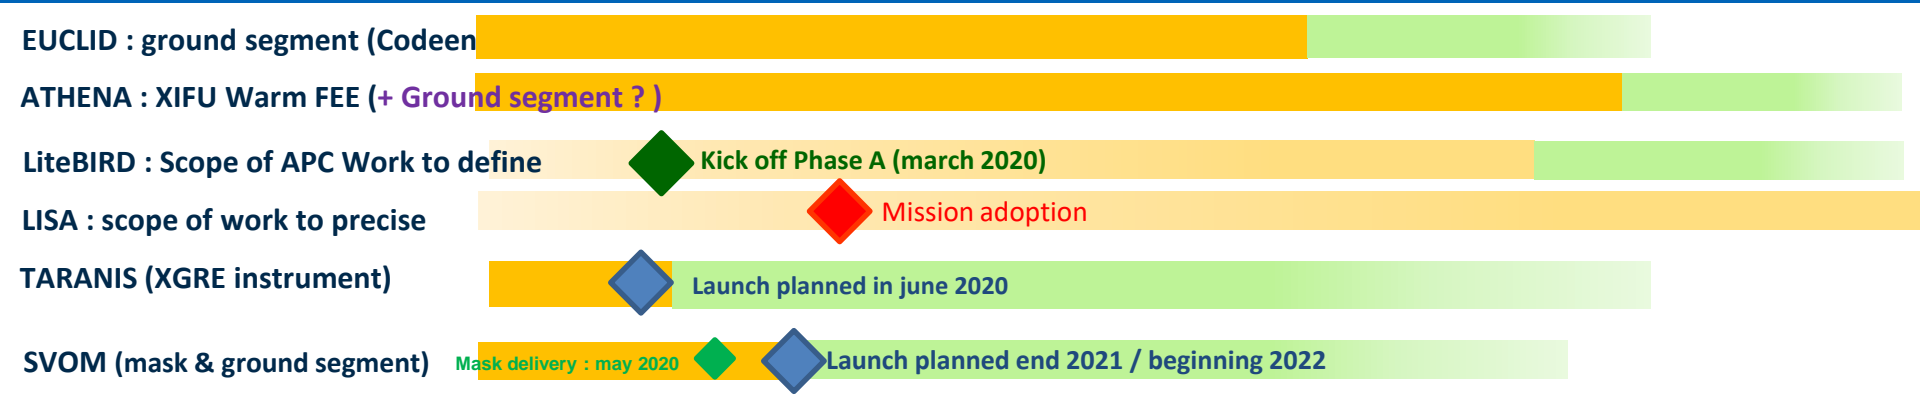 EUCLID : ground segment (Codeen
ATHENA : XIFU Warm FEE (+ Ground segment ? )
LiteBIRD : Scope of APC Work to define
Kick off Phase A (march 2020)
LISA : scope of work to precise
Mission adoption
TARANIS (XGRE instrument)
Launch planned in june 2020
SVOM (mask & ground segment)
Mask delivery : may 2020
Launch planned end 2021 / beginning 2022